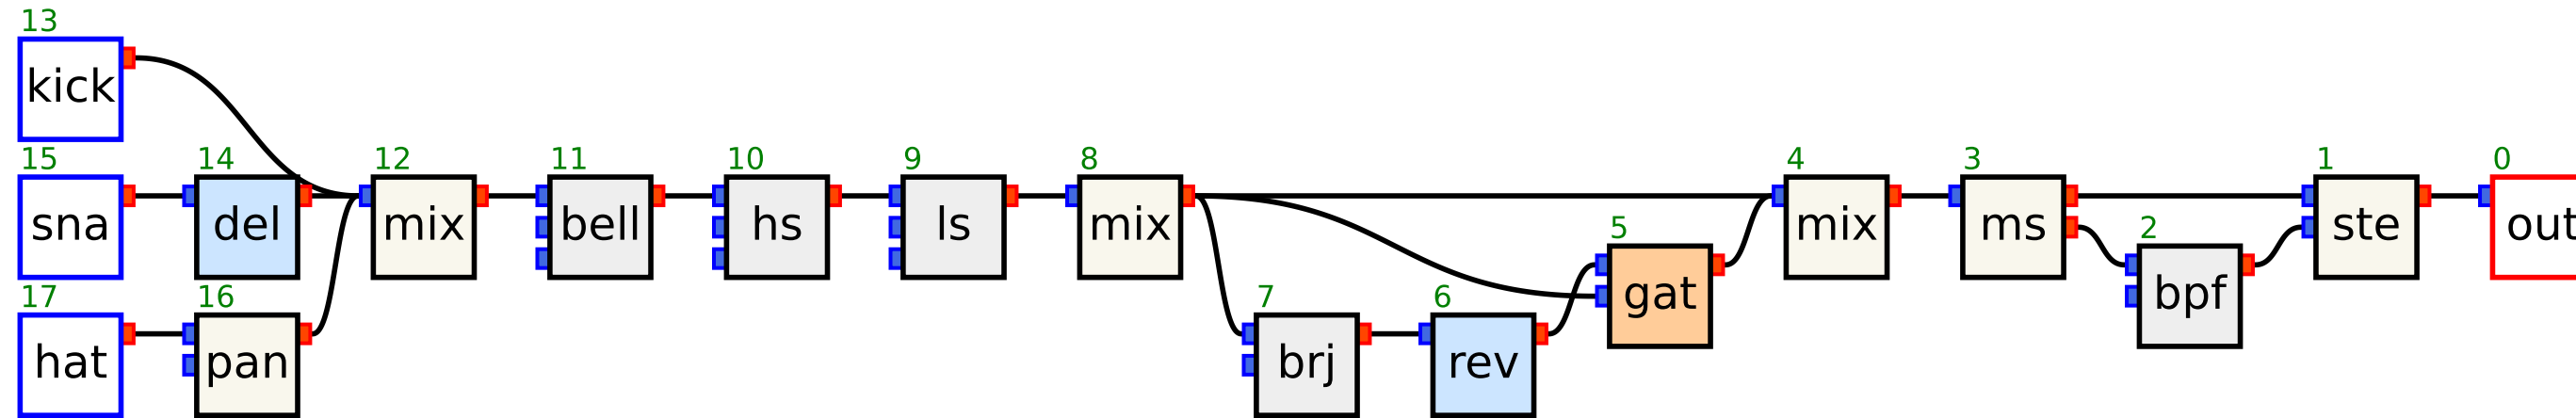 13
kick
15 14 12 11 10 9 8 4 3 1 0
sna del mix bell hs ls mix mix ms ste out
5 2
gat bpf
17 16 7 6
hat pan brj rev